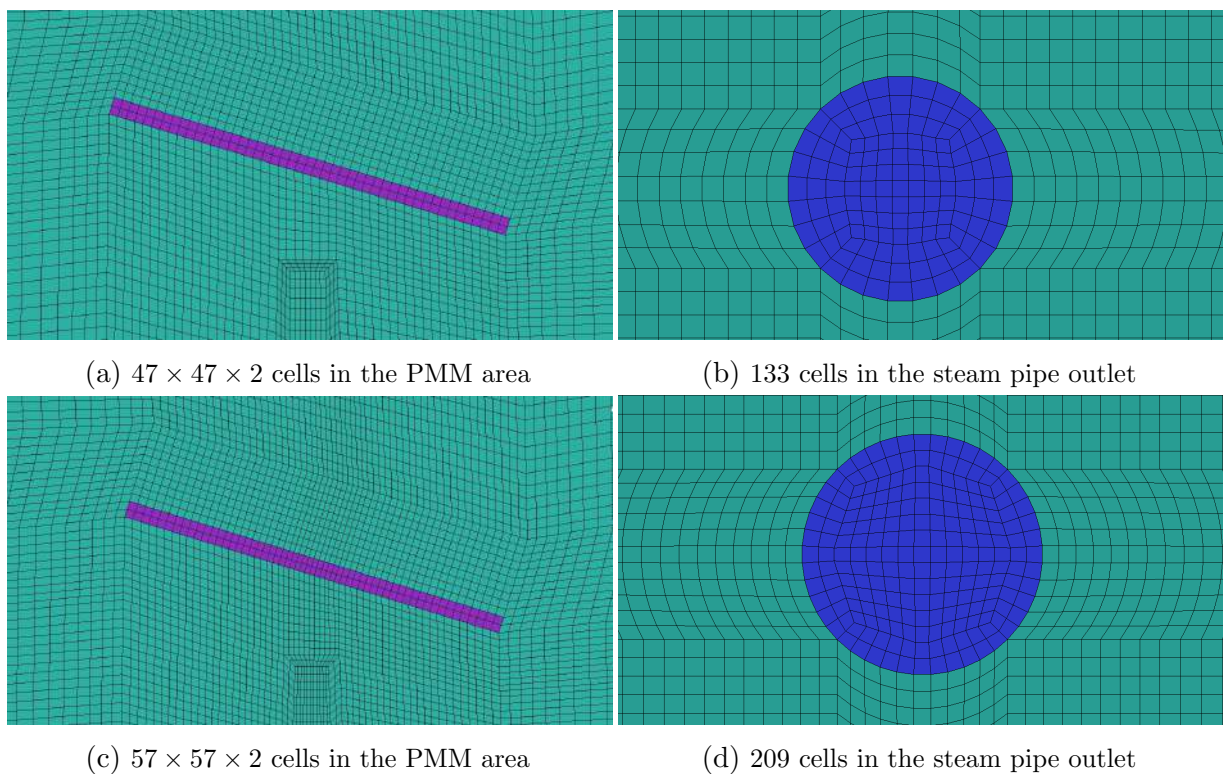 (a) 47 × 47 × 2 cells in the PMM area
(b) 133 cells in the steam pipe outlet
(c) 57 × 57 × 2 cells in the PMM area
(d) 209 cells in the steam pipe outlet